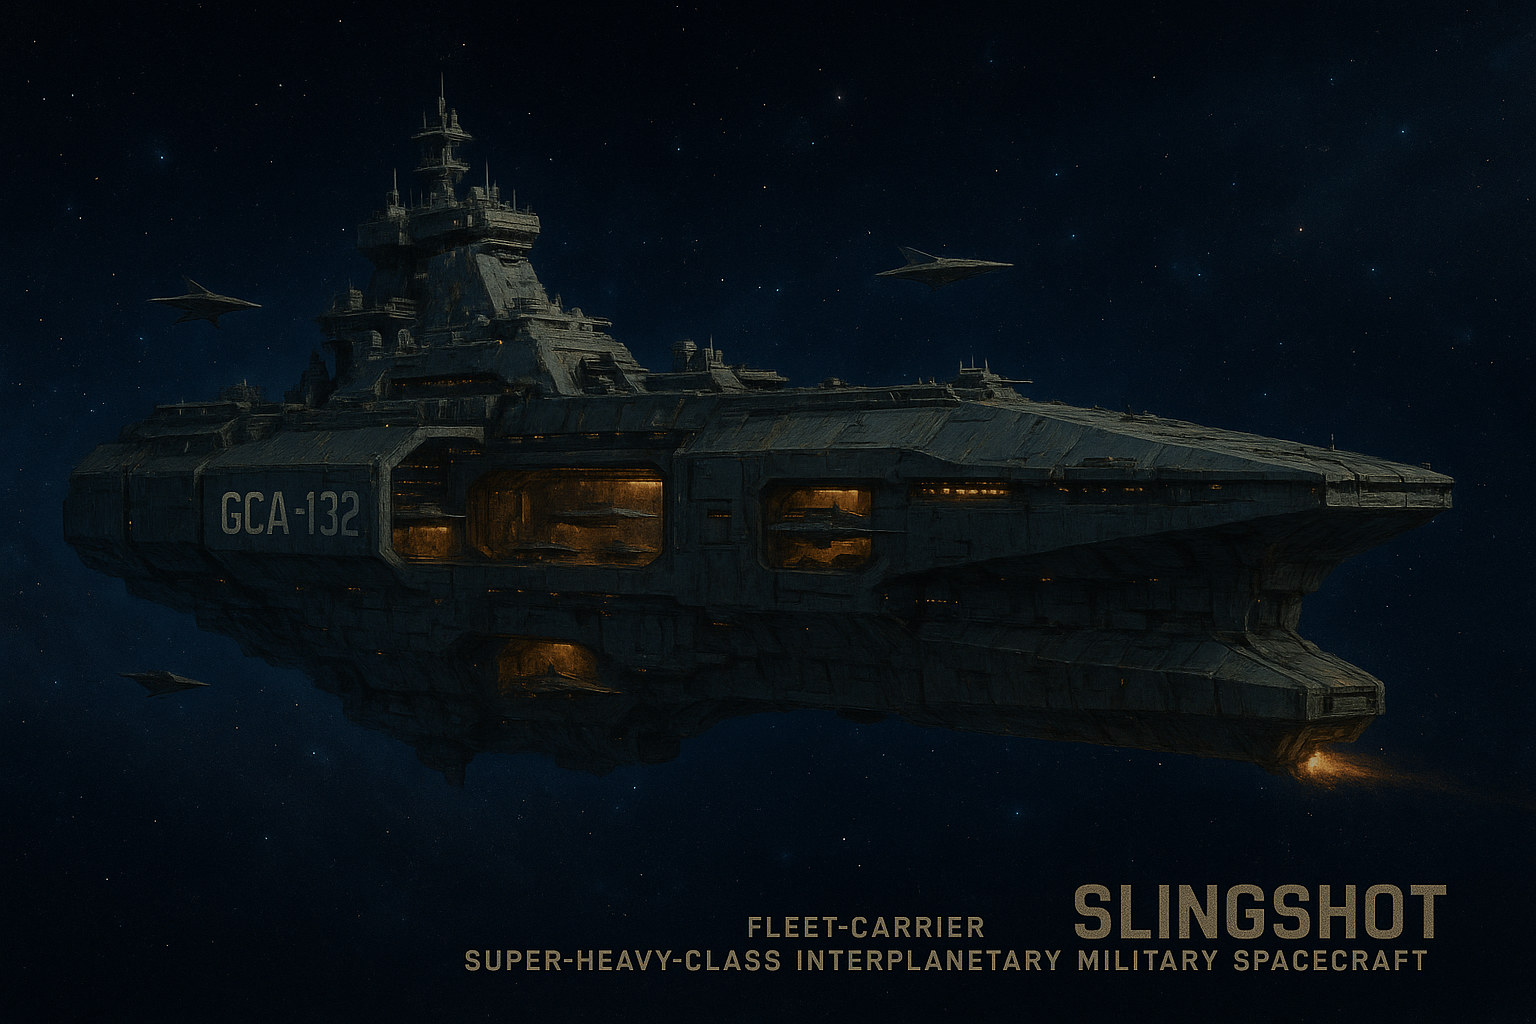 GCA-132
SLINGSHOT
FLEET-CARRIER
SUPER-HEAVY-CLASS INTERPLANETARY MILITARY SPACECRAFT